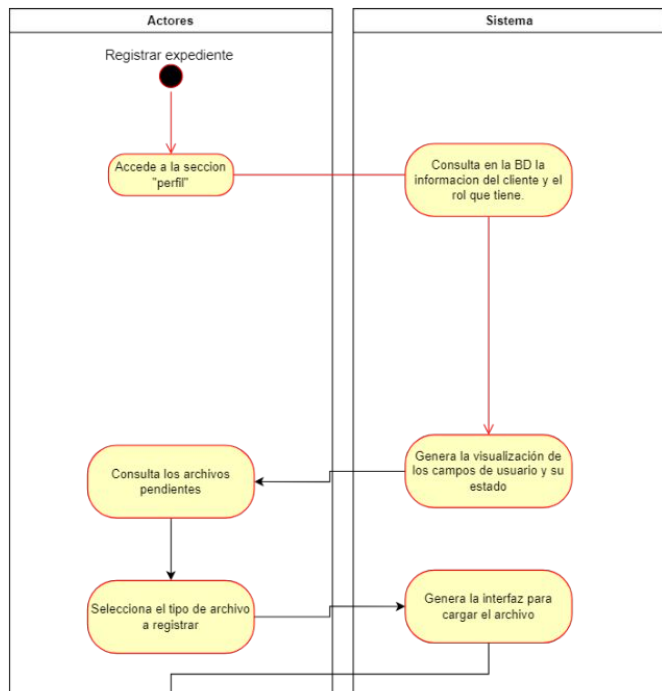 Actores
Sistema
Registrar expediente
Accede a la seccion
"perfil"
Consulta en la BD la
informacion del cliente y el
rol que tiene.
Genera la visualización de
los campos de usuario y su
estado
Consulta los archivos
pendientes
Selecciona el tipo de archivo
a registrar
Genera la interfaz para
cargar el archivo